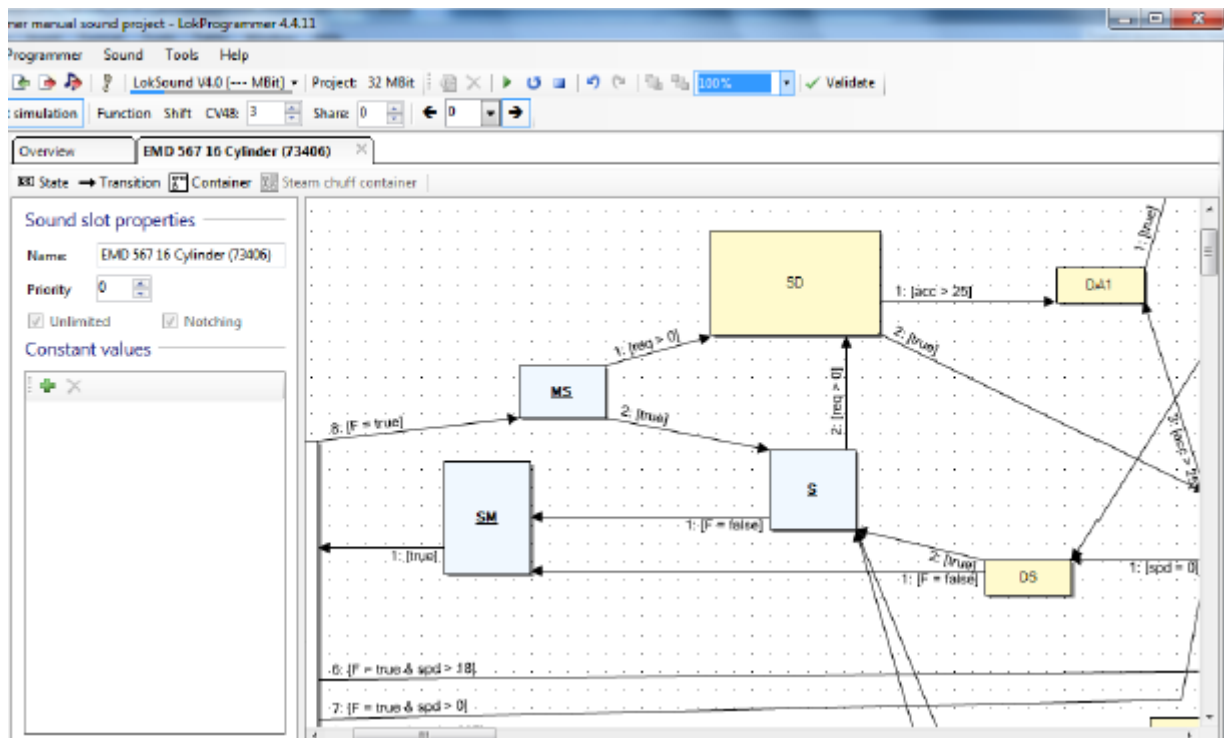 ner manual sound project - LokProgrammer 4.4.11
Programmer Sound Tools Help
LokSound V4.0 [--- MBit] Project: 32 MBit 100% Validate
simulation Function Shift CV48: 3 Share: 0 0
Overview EMD 567 16 Cylinder (73406)
State Transition Container Steam chuff container
Sound slot properties
Name: EMD 567 16 Cylinder (73406)
Priority 0
Unlimited Notching
Constant values
1: [true]
SD
1: [acc > 25]
DA1
2: [true]
1: [req > 0]
MS
2: [req > 0]
8: [F = true]
2: [true]
3: [acc > 25]
SM
S
1: [F = false]
1: [true]
2: [true]
1: [F = false]
DS
1: [spd = 0]
6: [F = true & spd > 18]
7: [F = true & spd > 0]